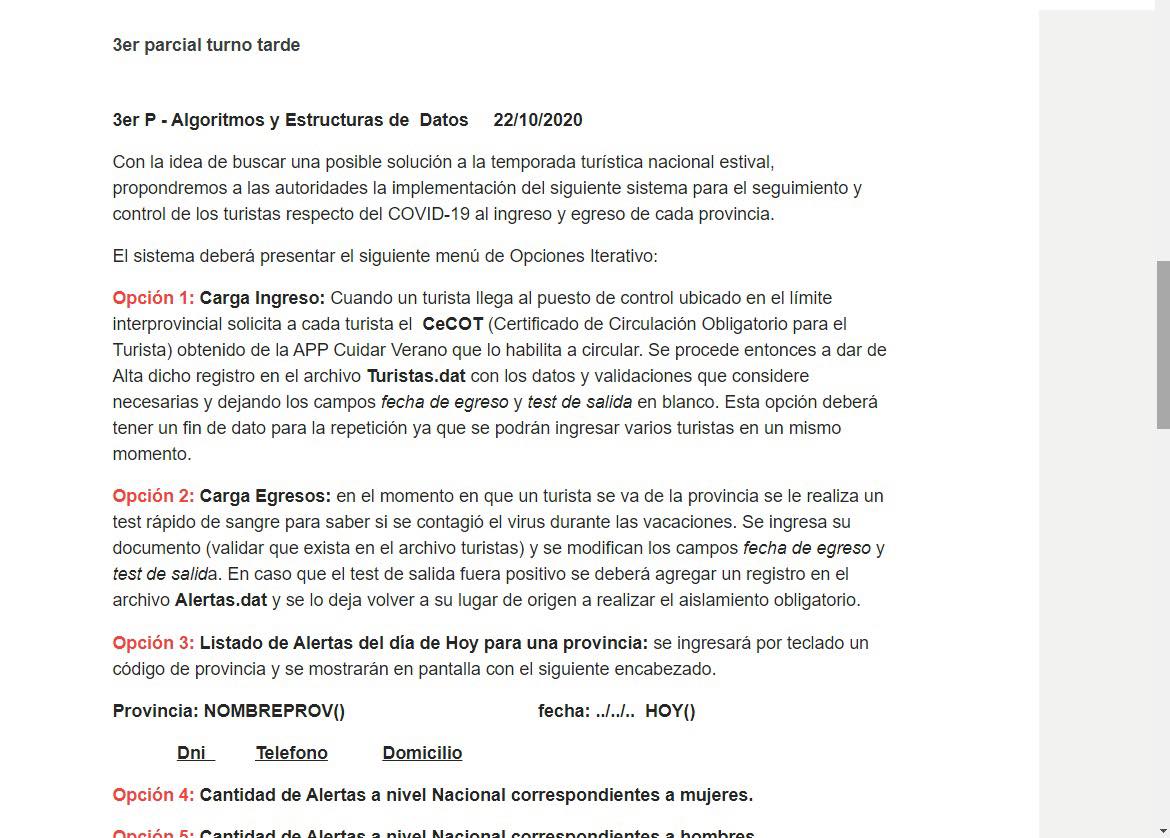 3er parcial turno tarde
3er P - Algoritmos y Estructuras de Datos 22/10/2020
Con la idea de buscar una posible solución a la temporada turística nacional estival,
propondremos a las autoridades la implementación del siguiente sistema para el seguimiento y
control de los turistas respecto del COVID-19 al ingreso y egreso de cada provincia.
El sistema deberá presentar el siguiente menú de Opciones Iterativo:
Opción 1: Carga Ingreso: Cuando un turista llega al puesto de control ubicado en el límite
interprovincial solicita a cada turista el CeCOT (Certificado de Circulación Obligatorio para el
Turista) obtenido de la APP Cuidar Verano que lo habilita a circular. Se procede entonces a dar de
Alta dicho registro en el archivo Turistas.dat con los datos y validaciones que considere
necesarias y dejando los campos fecha de egreso y test de salida en blanco. Esta opción deberá
tener un fin de dato para la repetición ya que se podrán ingresar varios turistas en un mismo
momento.
Opción 2: Carga Egresos: en el momento en que un turista se va de la provincia se le realiza un
test rápido de sangre para saber si se contagió el virus durante las vacaciones. Se ingresa su
documento (validar que exista en el archivo turistas) y se modifican los campos fecha de egreso y
test de salida. En caso que el test de salida fuera positivo se deberá agregar un registro en el
archivo Alertas.dat y se lo deja volver a su lugar de origen a realizar el aislamiento obligatorio.
Opción 3: Listado de Alertas del día de Hoy para una provincia: se ingresará por teclado un
código de provincia y se mostrarán en pantalla con el siguiente encabezado.
Provincia: NOMBREPROV() fecha: ../../.. HOY()
Dni Telefono Domicilio
Opción 4: Cantidad de Alertas a nivel Nacional correspondientes a mujeres.
Opción 5: Cantidad de Alertas a nivel Nacional correspondientes a hombres.